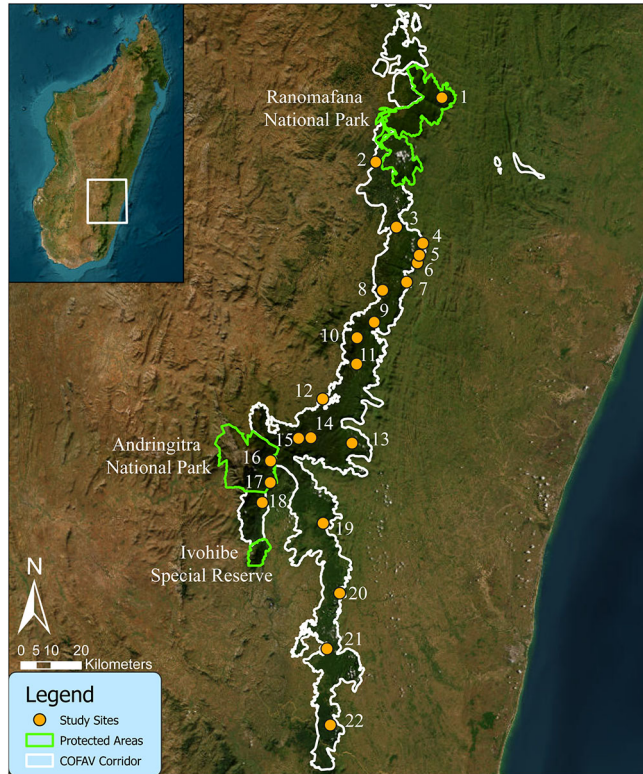 Ranomafana
National Park
1
2
3
4
5
6
7
8
9
10
11
12
13
14
15
Andringitra
National Park
16
17
18
19
Ivohibe
Special Reserve
20
21
22
N
0 5 10 20
Kilometers
Legend
Study Sites
Protected Areas
COFAV Corridor